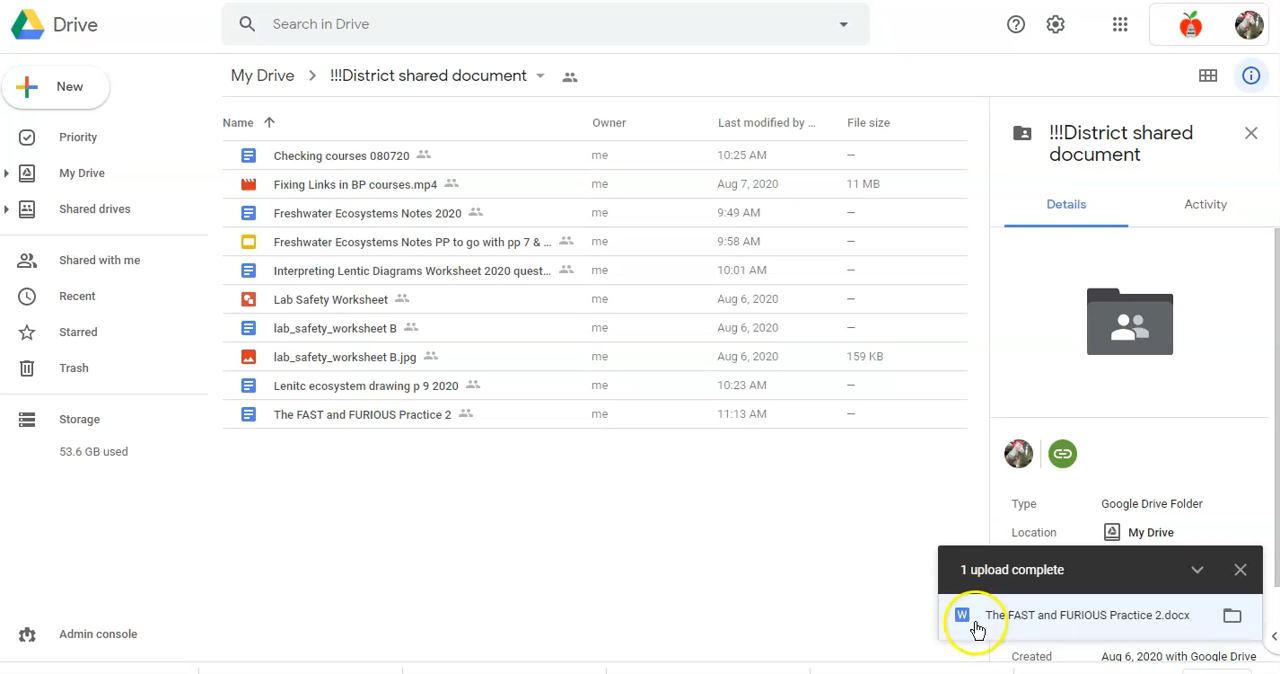 Drive
Search in Drive
New
Priority
My Drive
Shared drives
Shared with me
Recent
Starred
Trash
Storage
53.6 GB used
Admin console
My Drive > !!!District shared document
Name Owner Last modified by ... File size
Checking courses 080720 me 10:25 AM —
Fixing Links in BP courses.mp4 me Aug 7, 2020 11 MB
Freshwater Ecosystems Notes 2020 me 9:49 AM —
Freshwater Ecosystems Notes PP to go with pp 7 & ... me 9:58 AM —
Interpreting Lentic Diagrams Worksheet 2020 quest... me 10:01 AM —
Lab Safety Worksheet me Aug 6, 2020 —
lab_safety_worksheet B me Aug 6, 2020 —
lab_safety_worksheet B.jpg me Aug 6, 2020 159 KB
Lenitc ecosystem drawing p 9 2020 me 10:23 AM —
The FAST and FURIOUS Practice 2 me 11:13 AM —
!!!District shared
document
Details Activity
Type Google Drive Folder
Location My Drive
1 upload complete
W The FAST and FURIOUS Practice 2.docx
Created Aug 6, 2020 with Google Drive